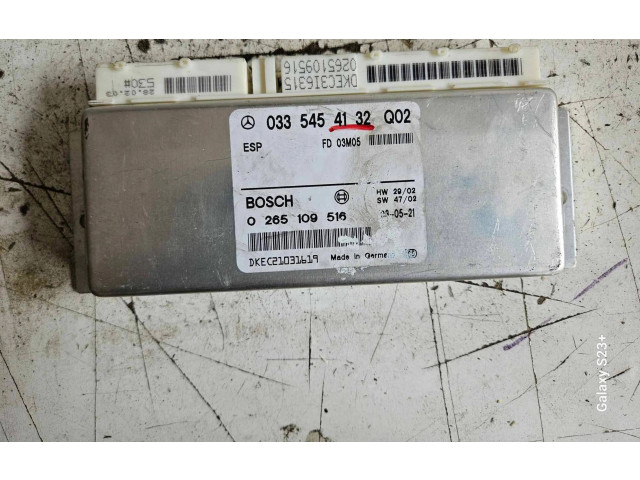 28.02.03
530#
DKEC3I6315
0265109516
033 545 41 32 Q02
ESP
FD 03M05
BOSCH
HW 29/02
SW 47/02
0 265 109 516
03-05-21
DKEC21031619
Made in
Galaxy S23+